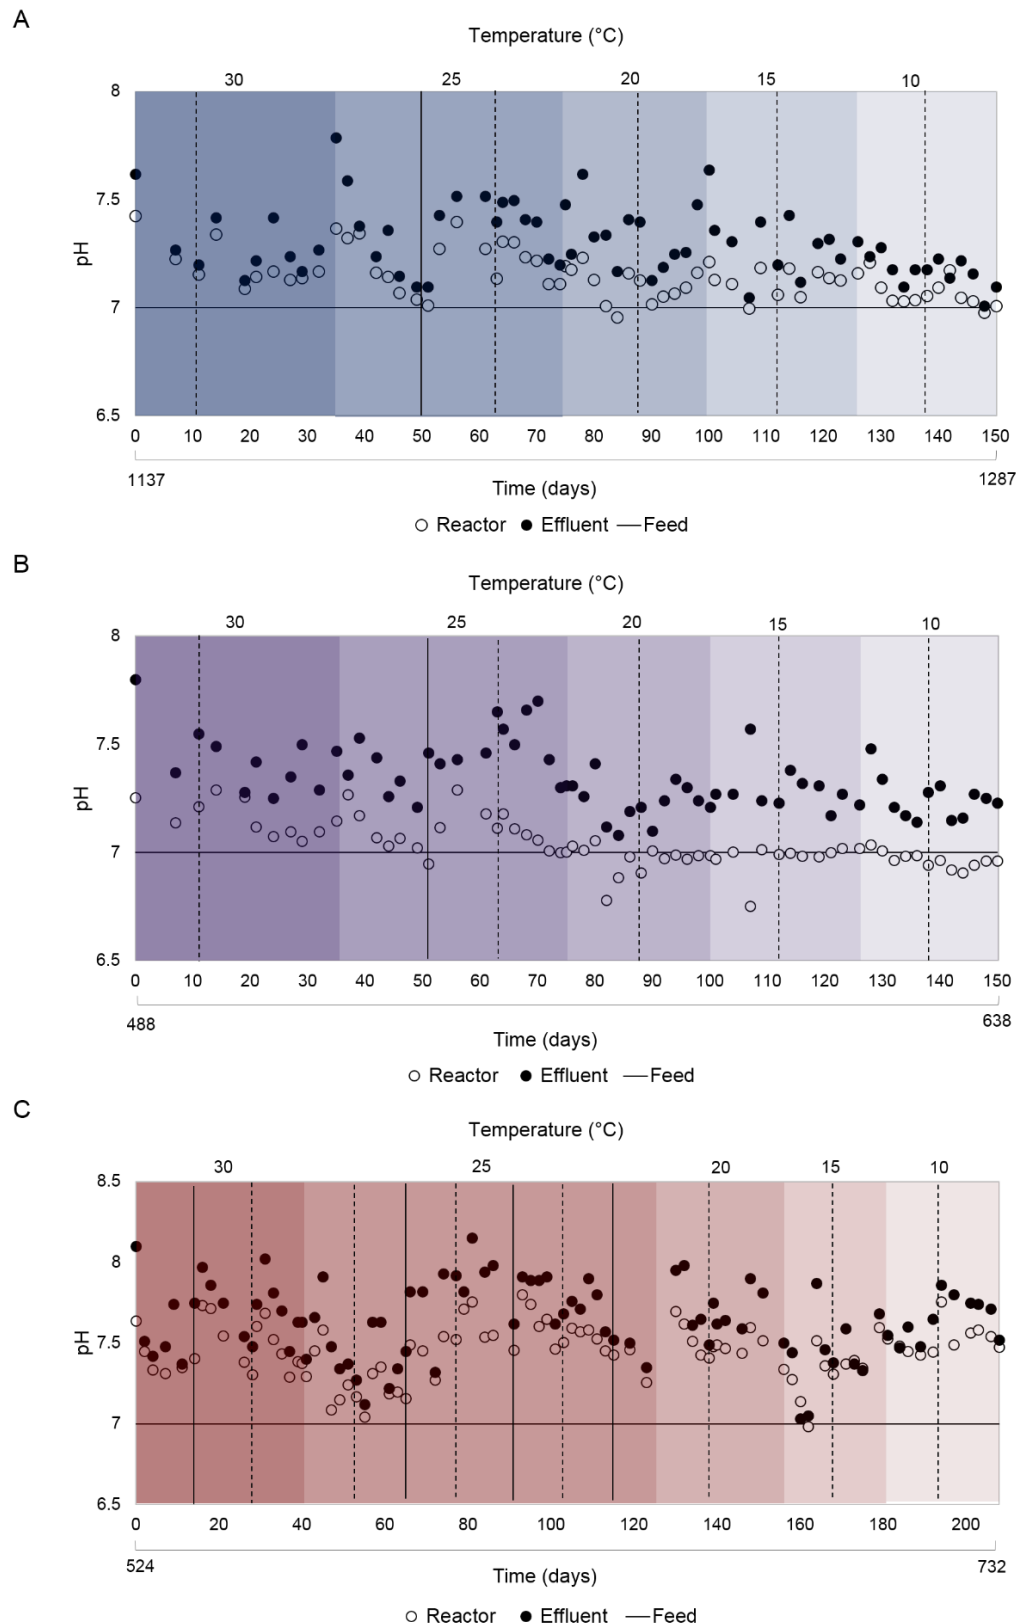 A
Temperature (°C)
30 25 20 15 10
8
7.5
pH
7
6.5
0 10 20 30 40 50 60 70 80 90 100 110 120 130 140 150
1137 1287
Time (days)
Reactor Effluent Feed
B
Temperature (°C)
30 25 20 15 10
8
7.5
pH
7
6.5
0 10 20 30 40 50 60 70 80 90 100 110 120 130 140 150
488 638
Time (days)
Reactor Effluent Feed
C
Temperature (°C)
30 25 20 15 10
8.5
8
7.5
pH
7
6.5
0 20 40 60 80 100 120 140 160 180 200
524 732
Time (days)
Reactor Effluent Feed